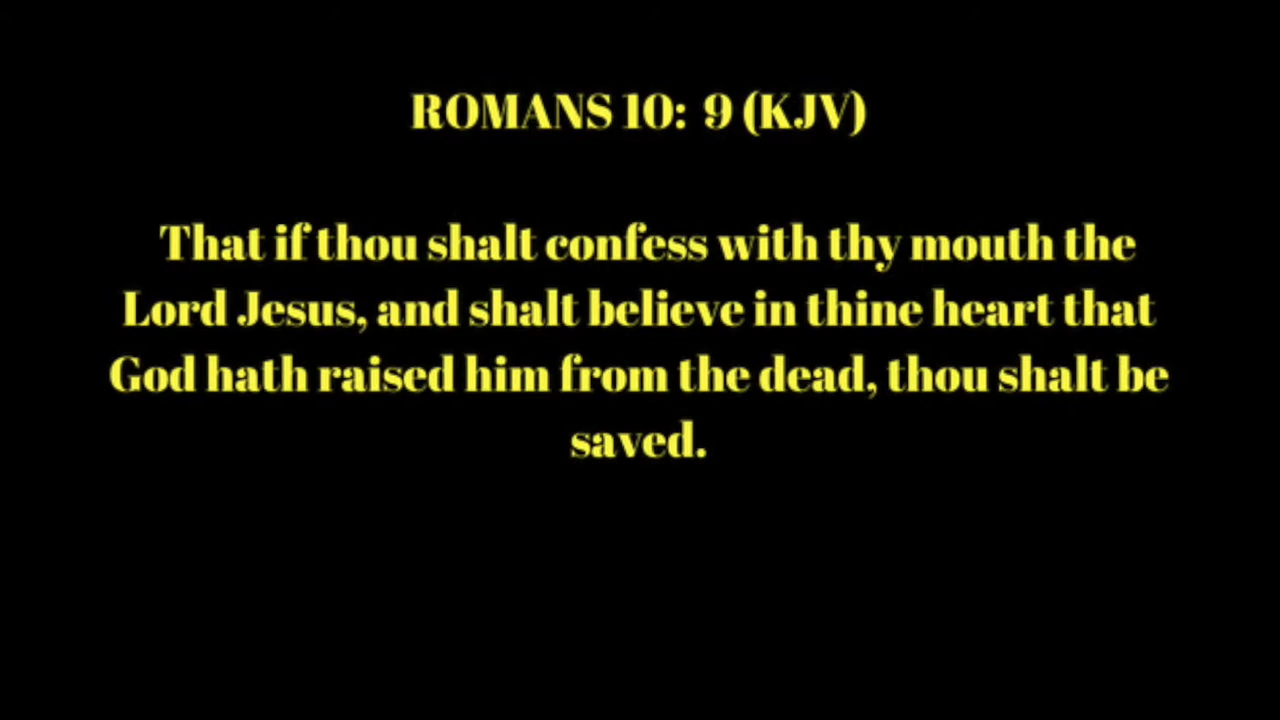 ROMANS 10:  9 (KJV)
That if thou shalt confess with thy mouth the
Lord Jesus, and shalt believe in thine heart that
God hath raised him from the dead, thou shalt be
saved.